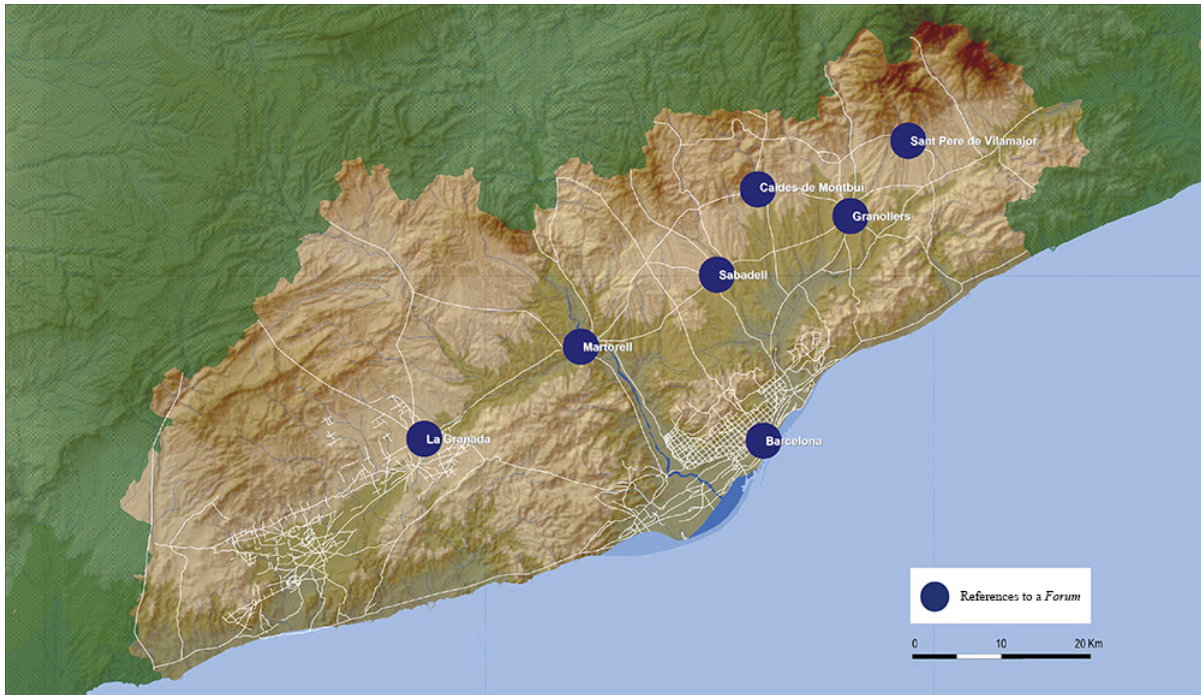 Sant Pere de Vilamajor
Caldes de Montbui
Granollers
Sabadell
Martorell
La Granada
Barcelona
References to a Forum
0 10 20 Km